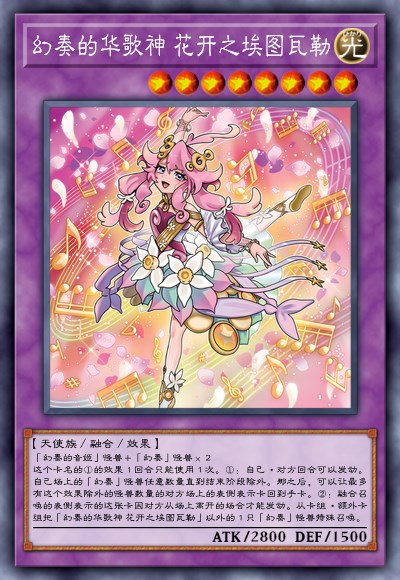 幻奏的华歌神 花开之埃图瓦勒
光
【天使族／融合／效果】
「幻奏的音姬」怪兽＋「幻奏」怪兽×２
这个卡名的①的效果１回合只能使用１次。①：自己・对方回合可以发动。
自己场上的「幻奏」怪兽任意数量直到结束阶段除外。那之后，可以让最多
有这个效果除外的怪兽数量的对方场上的表侧表示卡回到手卡。②：融合召
唤的表侧表示的这张卡因对方从场上离开的场合才能发动。从卡组・额外卡
组把「幻奏的华歌神 花开之埃图瓦勒」以外的１只「幻奏」怪兽特殊召唤。
ATK/2800 DEF/1500